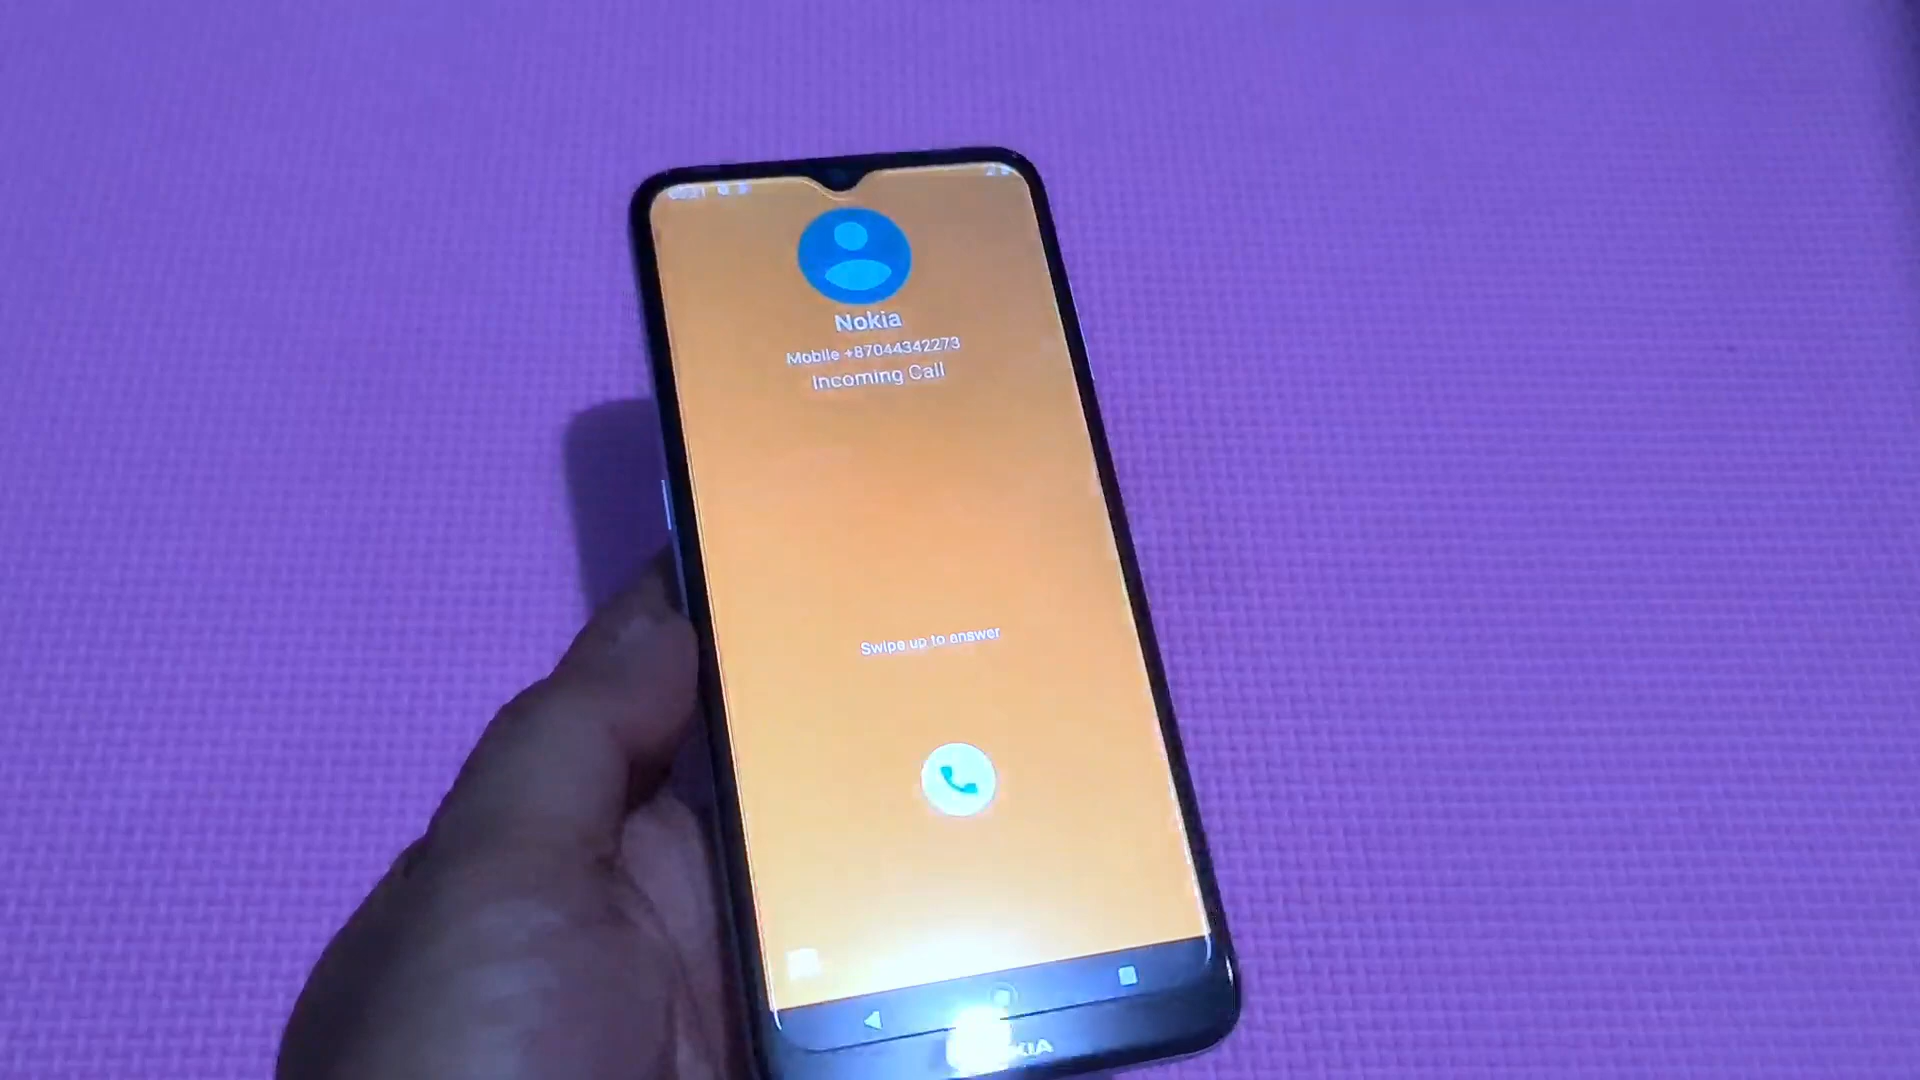 Nokia
Mobile +87044342273
Incoming Call
Swipe up to answer